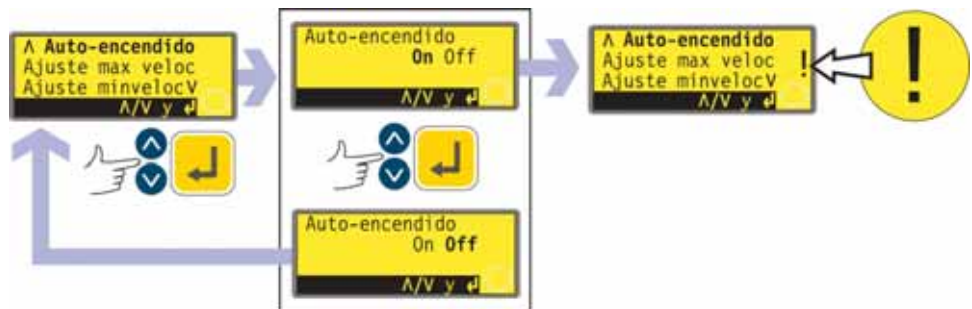 Λ Auto-encendido
Ajuste max veloc
Ajuste minvelocV
Λ/V y ↲
Auto-encendido
On Off
Λ/V y ↲
Auto-encendido
On Off
Λ/V y ↲
Λ Auto-encendido
Ajuste max veloc !
Ajuste minvelocV
Λ/V y ↲
!